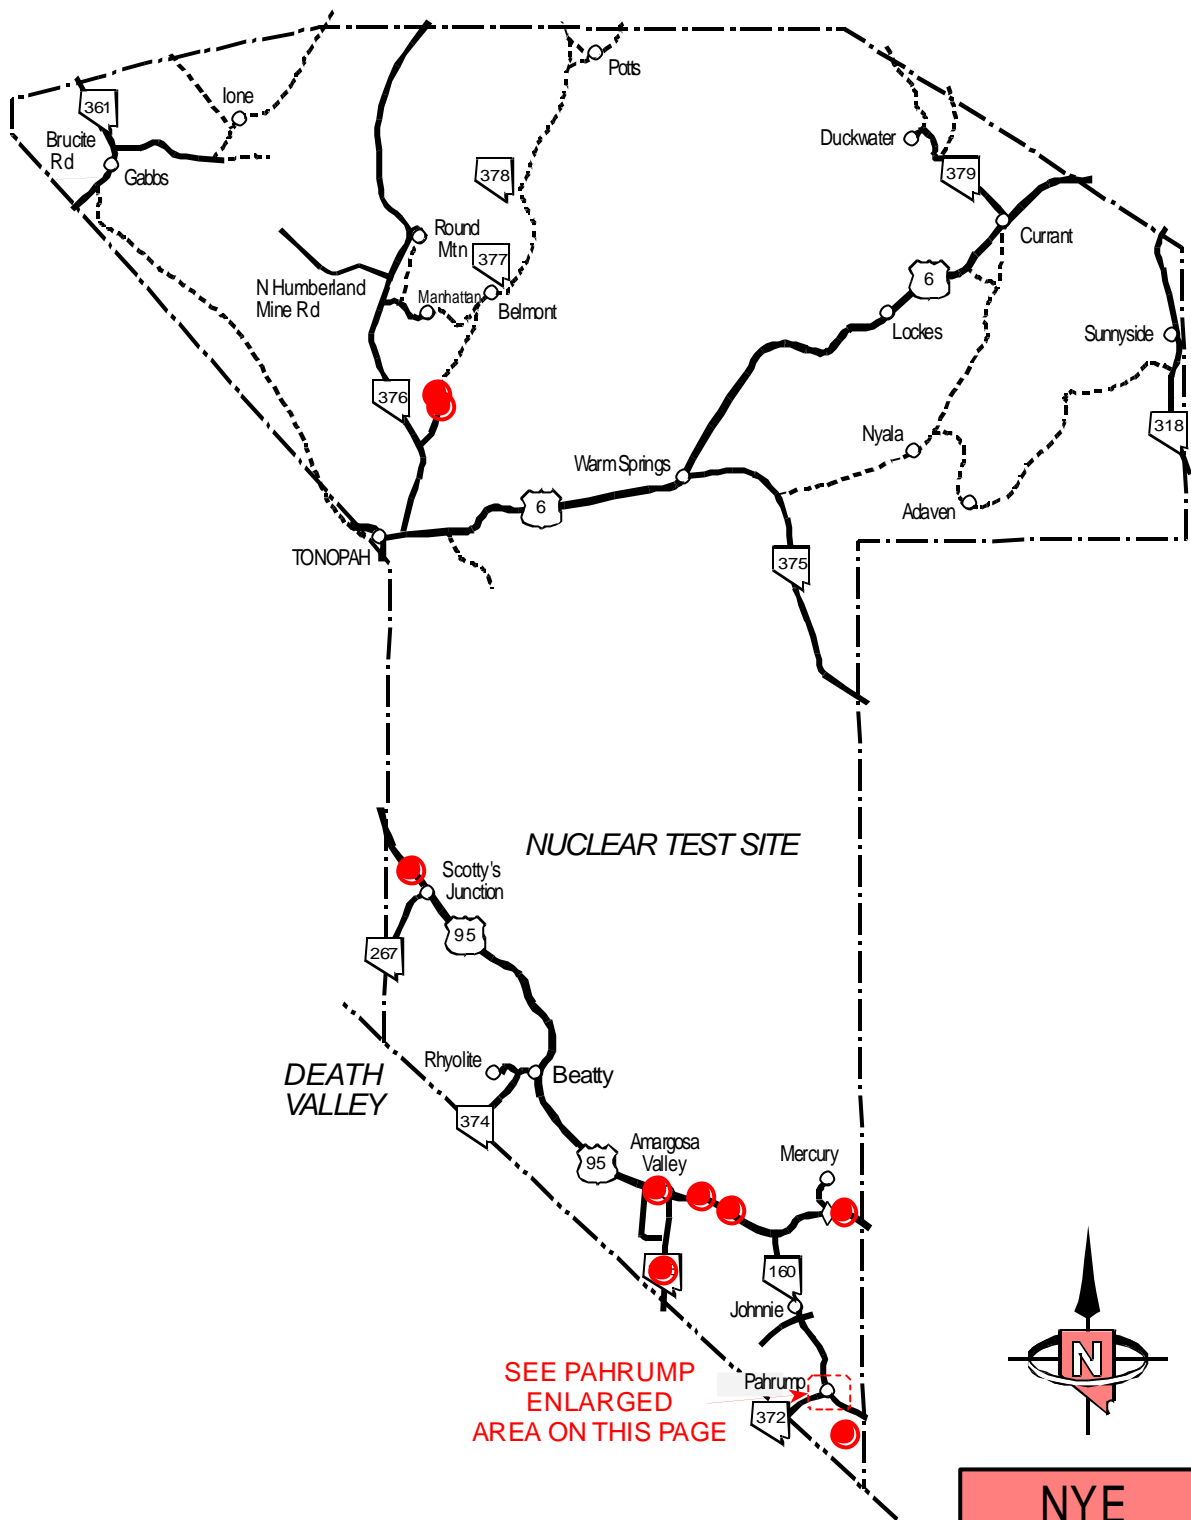 Potts
361
Ione
Brucite
Rd
Gabbs
Duckwater
379
378
Round
Mtn
Currant
377
6
N Humberland
Mine Rd
Manhattan
Belmont
Lockes
Sunnyside
376
318
Nyala
Warm Springs
6
Adaven
TONOPAH
375
NUCLEAR TEST SITE
Scotty's
Junction
95
267
Rhyolite
Beatty
DEATH
VALLEY
374
Amargosa
Valley
95
Mercury
160
Johnnie
SEE PAHRUMP
ENLARGED
AREA ON THIS PAGE
Pahrump
372
N
NYE